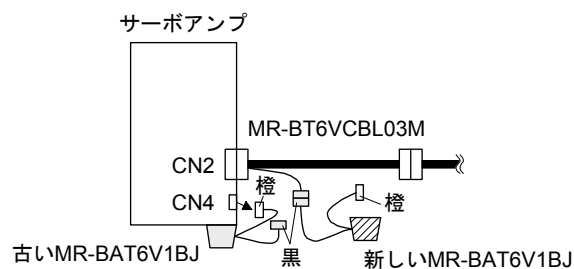 サーボアンプ
MR-BT6VCBL03M
CN2
CN4
橙
橙
黒
古いMR-BAT6V1BJ
新しいMR-BAT6V1BJ